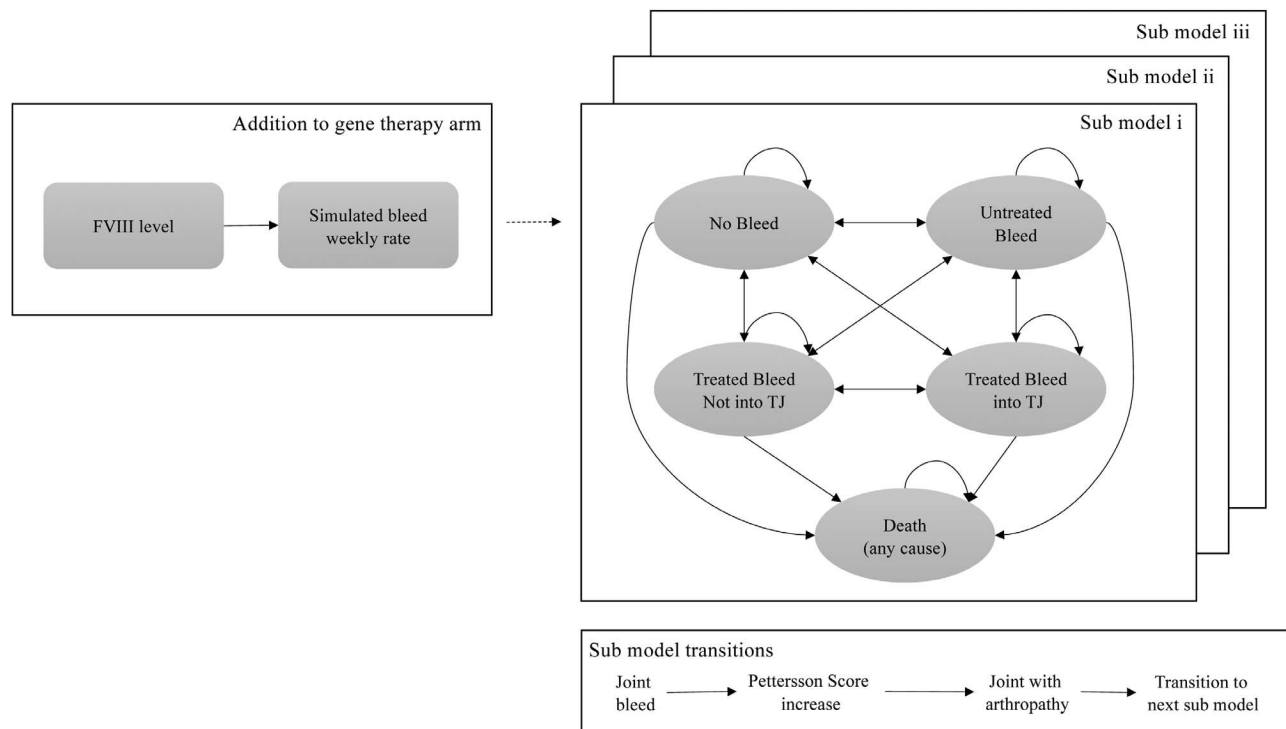 Sub model iii
Sub model ii
Sub model i
Addition to gene therapy arm
FVIII level
Simulated bleed
weekly rate
No Bleed
Untreated
Bleed
Treated Bleed
Not into TJ
Treated Bleed
into TJ
Death
(any cause)
Sub model transitions
Joint
bleed
Pettersson Score
increase
Joint with
arthropathy
Transition to
next sub model